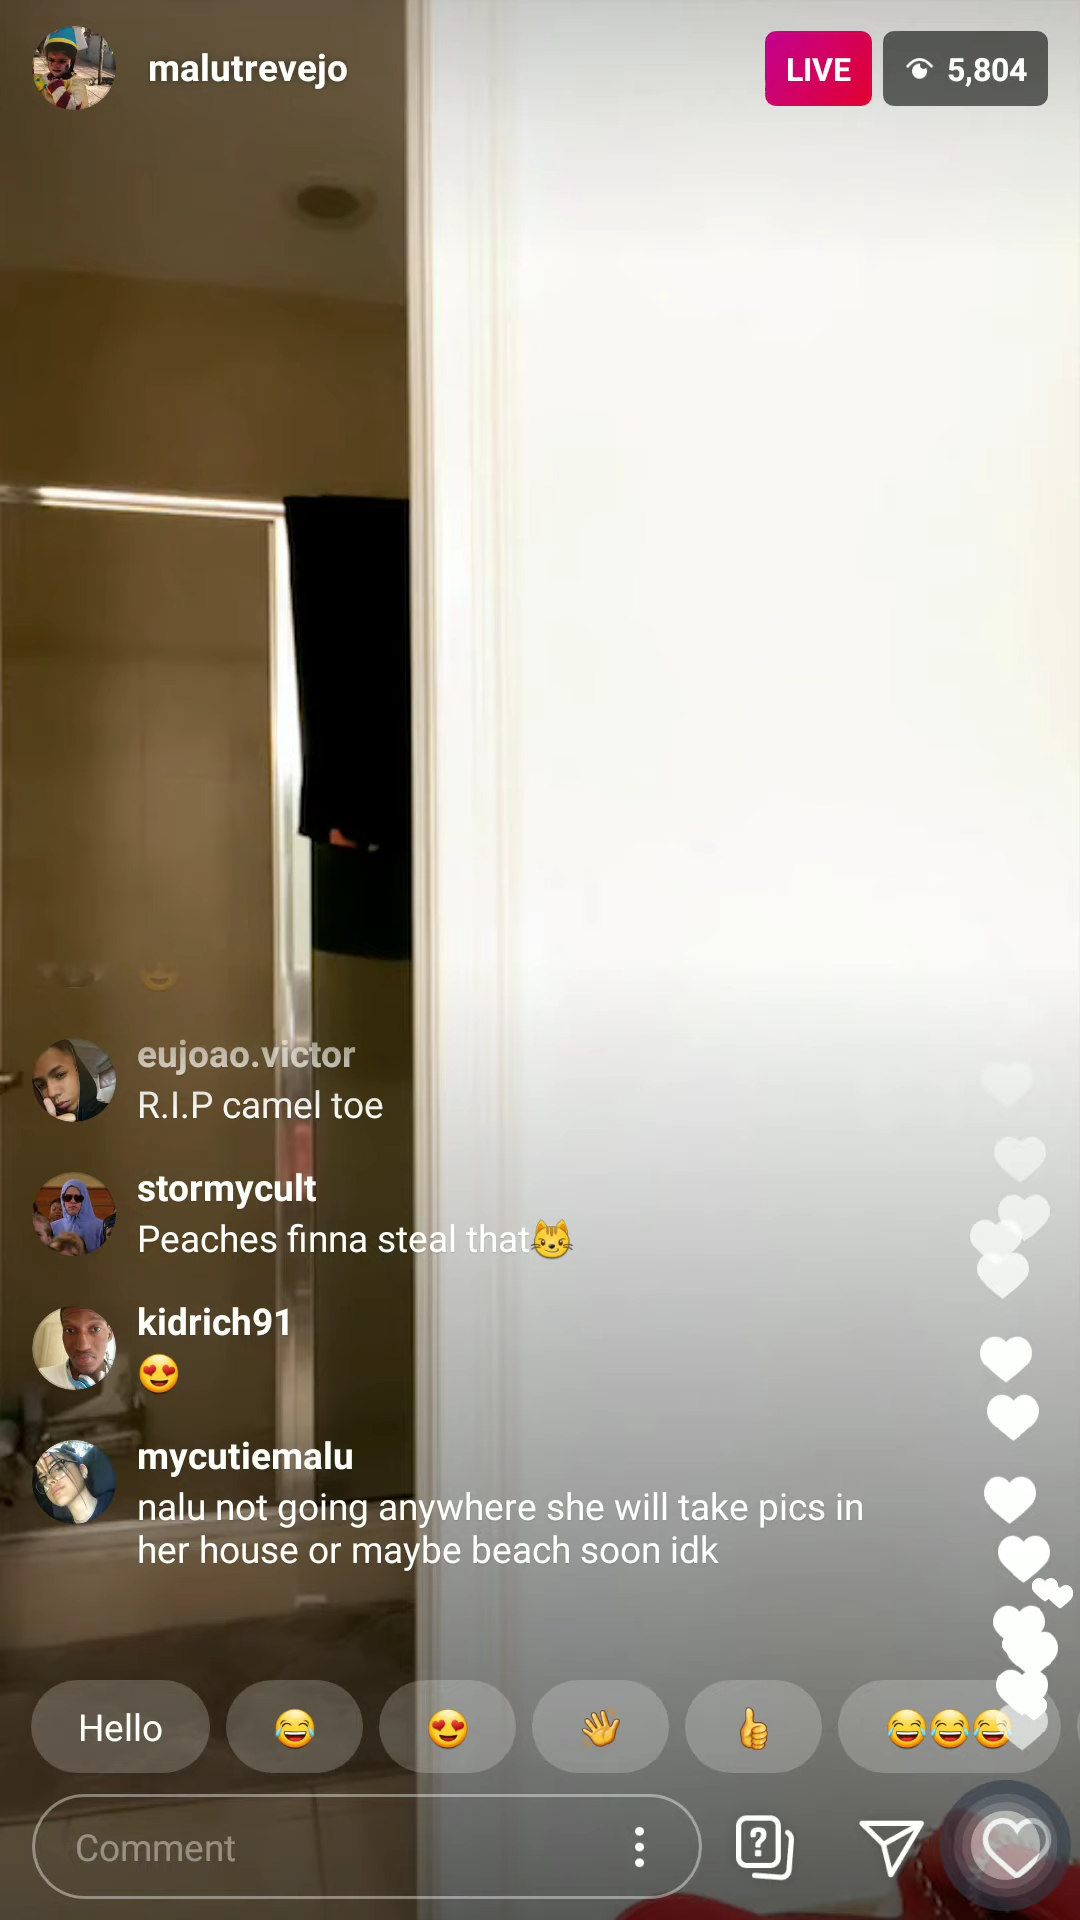 malutrevejo
LIVE
5,804
eujoao.victor
R.I.P camel toe
stormycult
Peaches finna steal that😼
kidrich91
😍
mycutiemalu
nalu not going anywhere she will take pics in
her house or maybe beach soon idk
Hello 😂 😍 👋 👍 😂😂😂
Comment